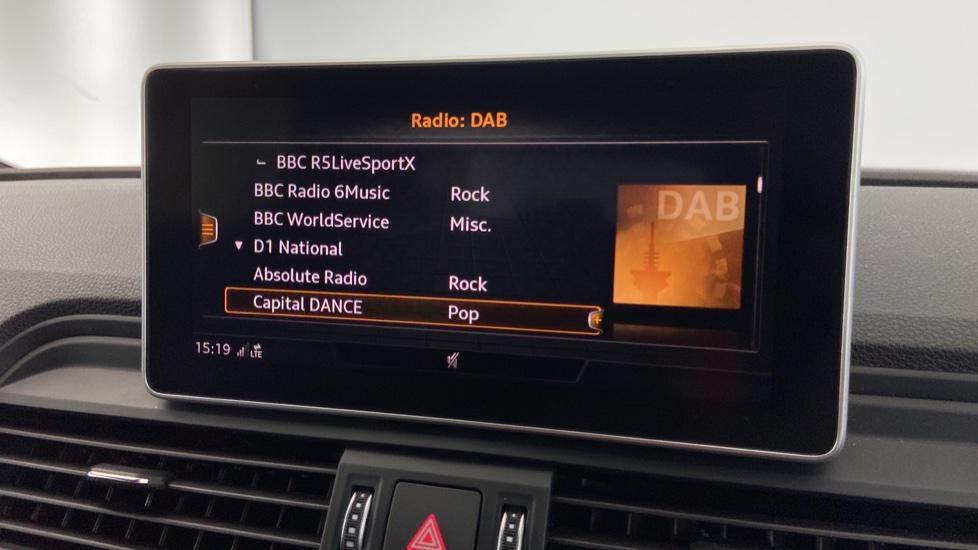 Radio: DAB
BBC R5LiveSportX
BBC Radio 6Music Rock
BBC WorldService Misc.
D1 National
Absolute Radio Rock
Capital DANCE Pop
DAB
15:19 LTE